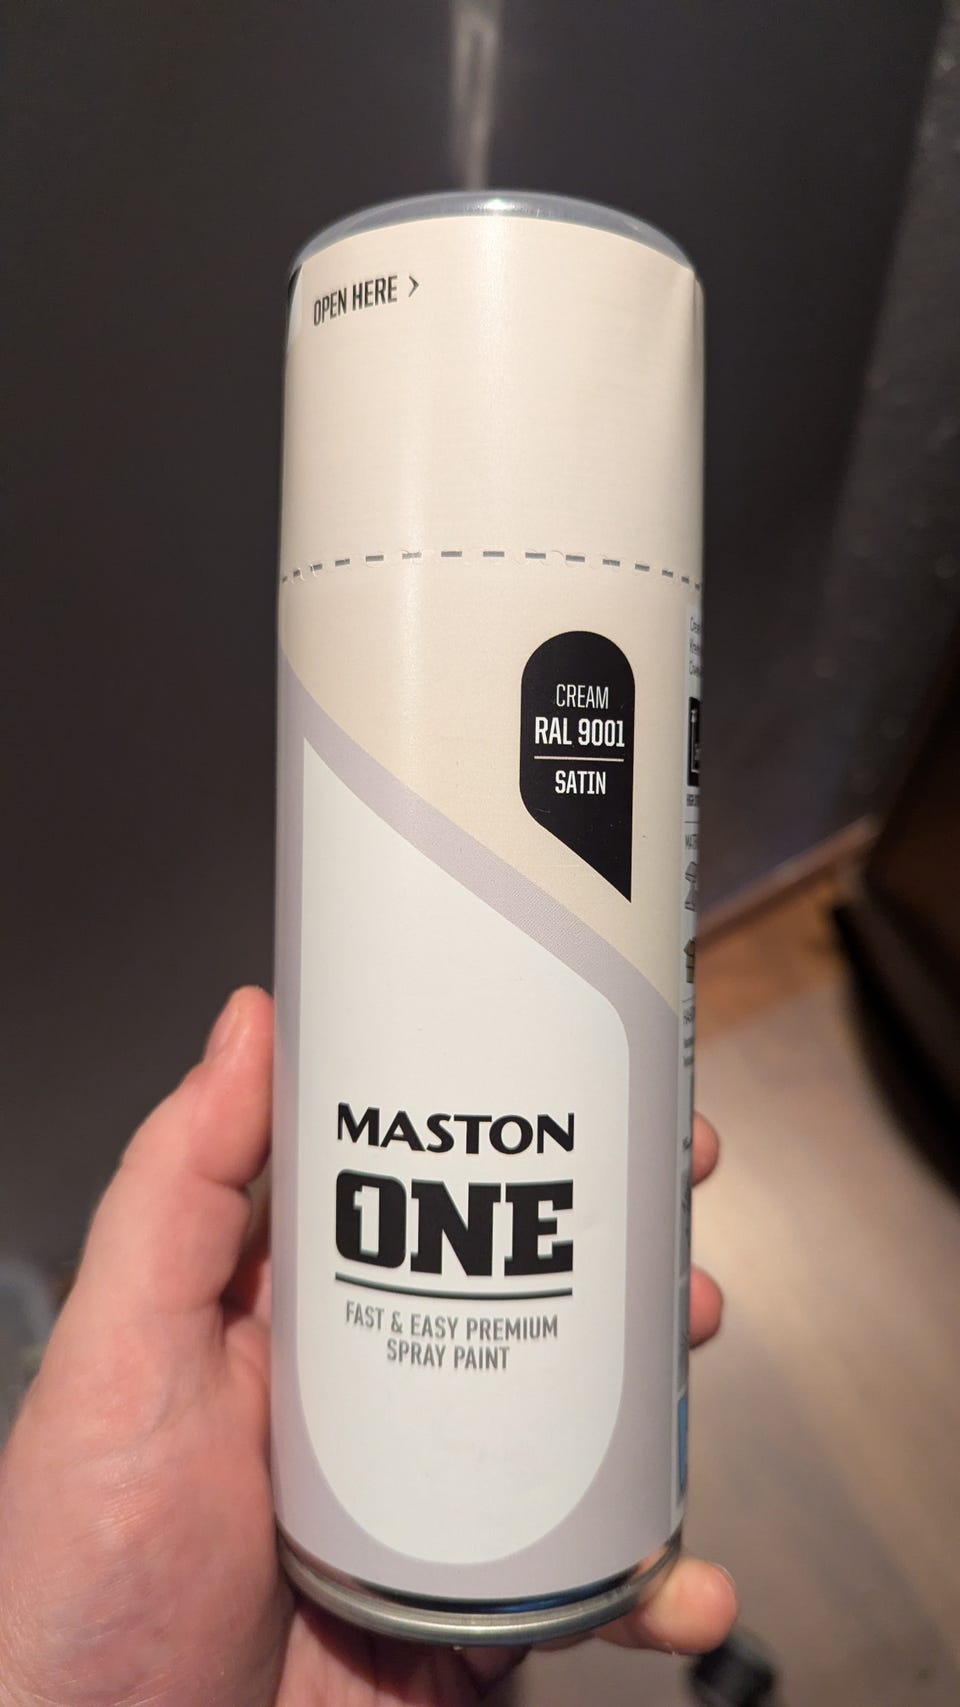 OPEN HERE >
CREAM
RAL 9001
SATIN
MASTON
ONE
FAST & EASY PREMIUM
SPRAY PAINT